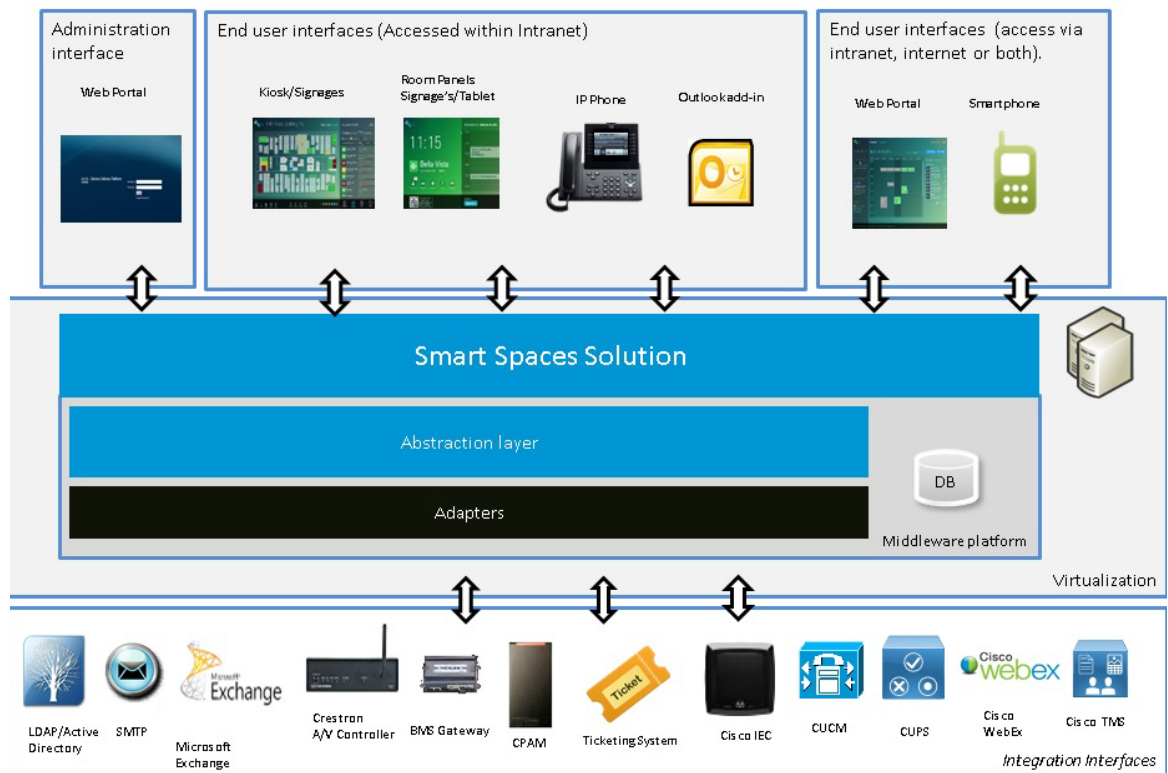 Administration
interface
Web Portal
End user interfaces (Accessed within Intranet)
Kiosk/Signages
Room Panels
Signage's/Tablet
IP Phone
Outlook add-in
End user interfaces (access via
intranet, internet or both).
Web Portal
Smartphone
11:15
Bella Vista
Smart Spaces Solution
Abstraction layer
Adapters
DB
Middleware platform
Virtualization
Microsoft
Exchange
Ticket
Cisco
webex
LDAP/Active
Directory
SMTP
Microsoft
Exchange
Crestron
A/V Controller
BMS Gateway
CPAM
Ticketing System
Cisco IEC
CUCM
CUPS
Cisco
WebEx
Cisco TMS
Integration Interfaces